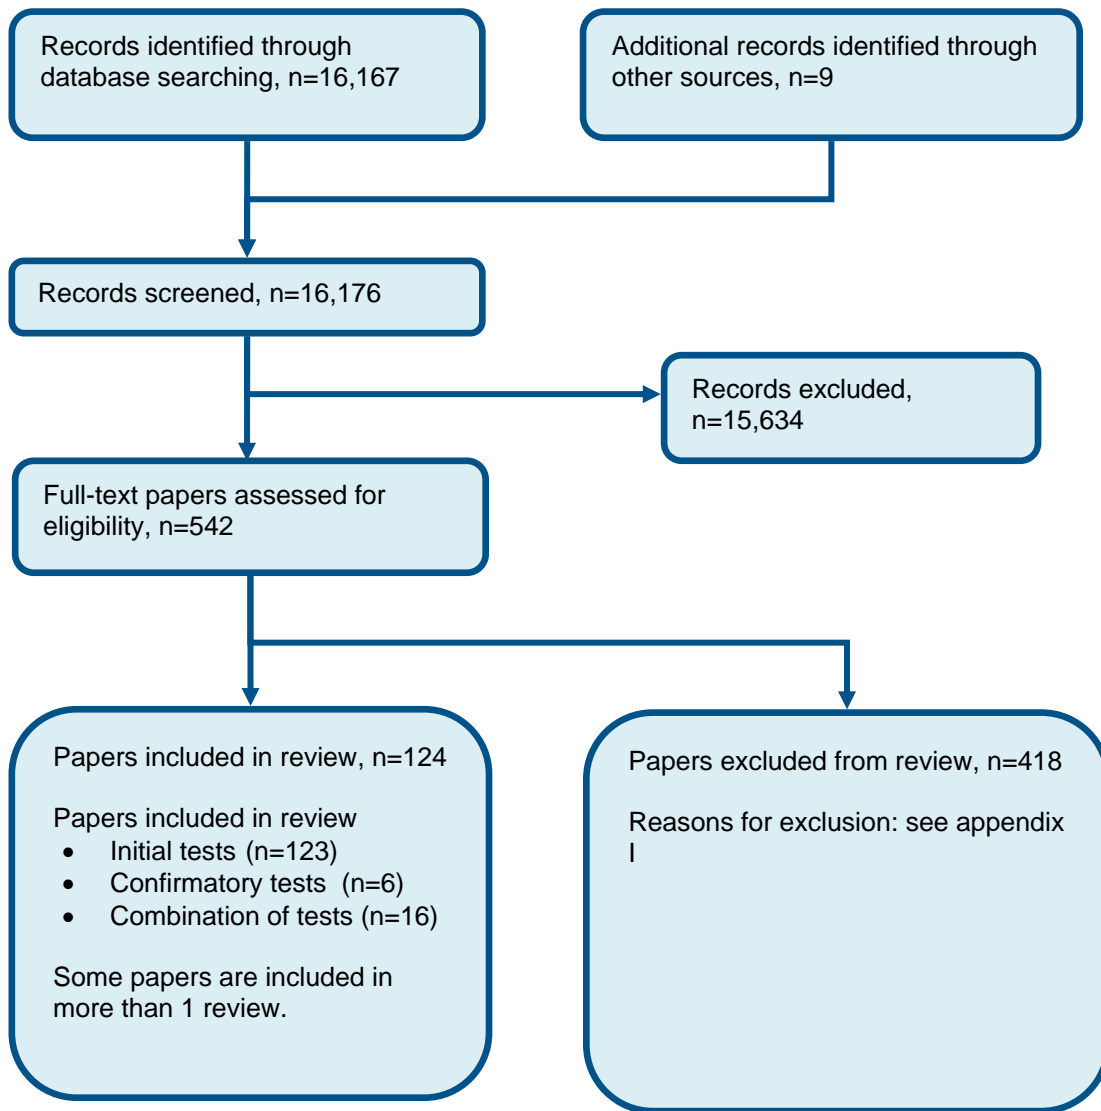 Records identified through
database searching, n=16,167
Additional records identified through
other sources, n=9
Records screened, n=16,176
Records excluded,
n=15,634
Full-text papers assessed for
eligibility, n=542
Papers included in review, n=124
Papers included in review
• Initial tests (n=123)
• Confirmatory tests (n=6)
• Combination of tests (n=16)
Some papers are included in
more than 1 review.
Papers excluded from review, n=418
Reasons for exclusion: see appendix
I